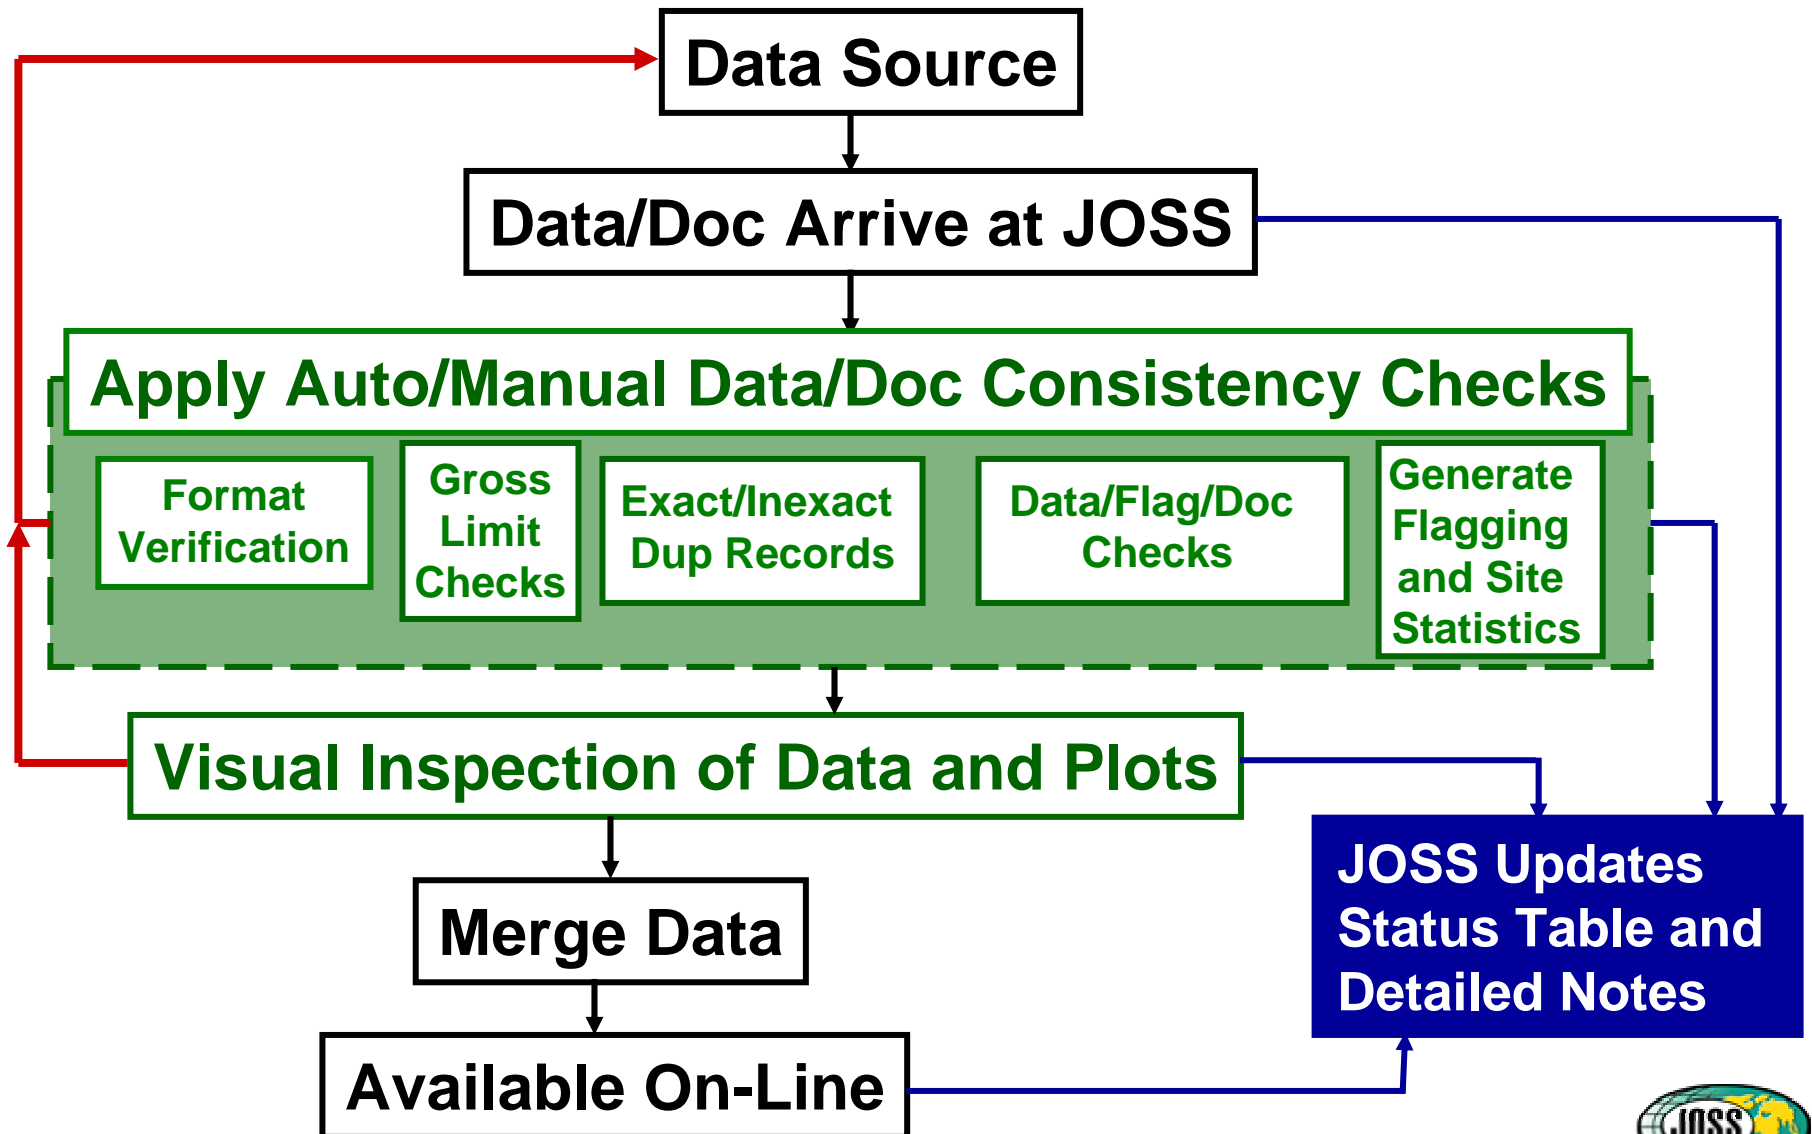 Data Source
Data/Doc Arrive at JOSS
Apply Auto/Manual Data/Doc Consistency Checks
Format
Verification
Gross
Limit
Checks
Exact/Inexact
Dup Records
Data/Flag/Doc
Checks
Generate
Flagging
and Site
Statistics
Visual Inspection of Data and Plots
JOSS Updates
Status Table and
Detailed Notes
Merge Data
Available On-Line
JOSS